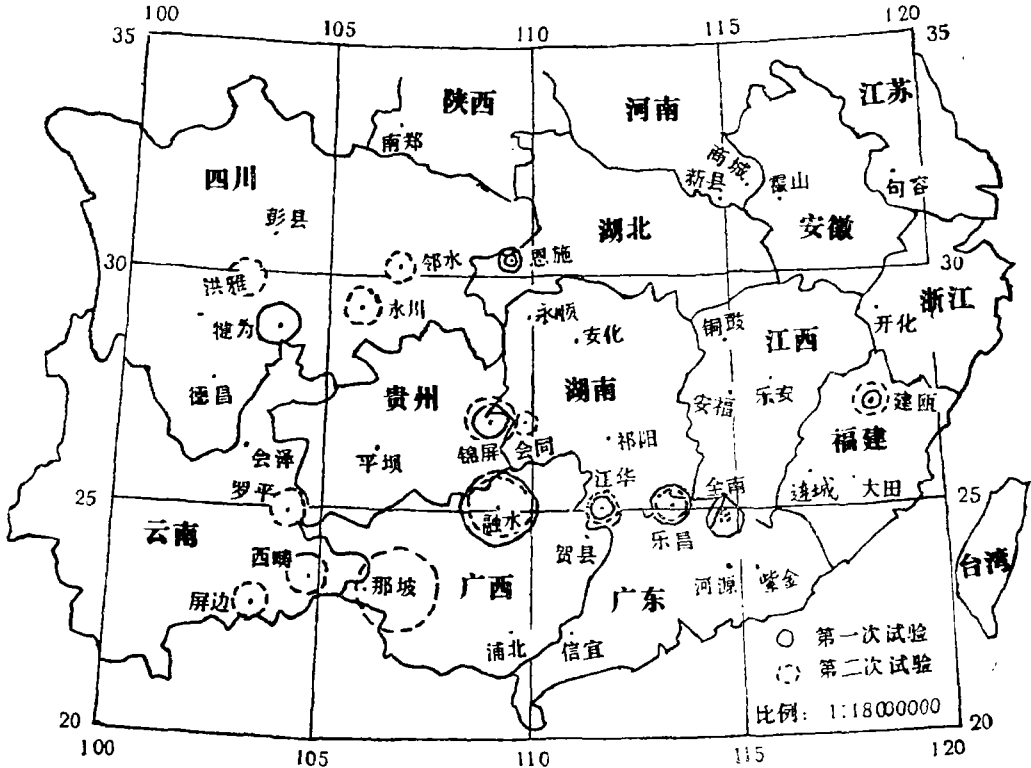 100
105
110
115
120
35
35
陕西
河南
江苏
南郑
商城
新县
霍山
句容
四川
彭县
湖北
安徽
30
洪雅
邻水
恩施
30
浙江
永川
犍为
永顺
安化
铜鼓
江西
开化
德昌
贵州
湖南
安福
乐安
建瓯
福建
锦屏
会同
祁阳
会泽
平坝
罗平
江华
全南
连城
大田
25
25
融水
云南
乐昌
贺县
西畴
那坡
广西
广东
河源
紫金
台湾
屏边
浦北
信宜
第一次试验
第二次试验
比例：1:18000000
20
20
100
105
110
115
120